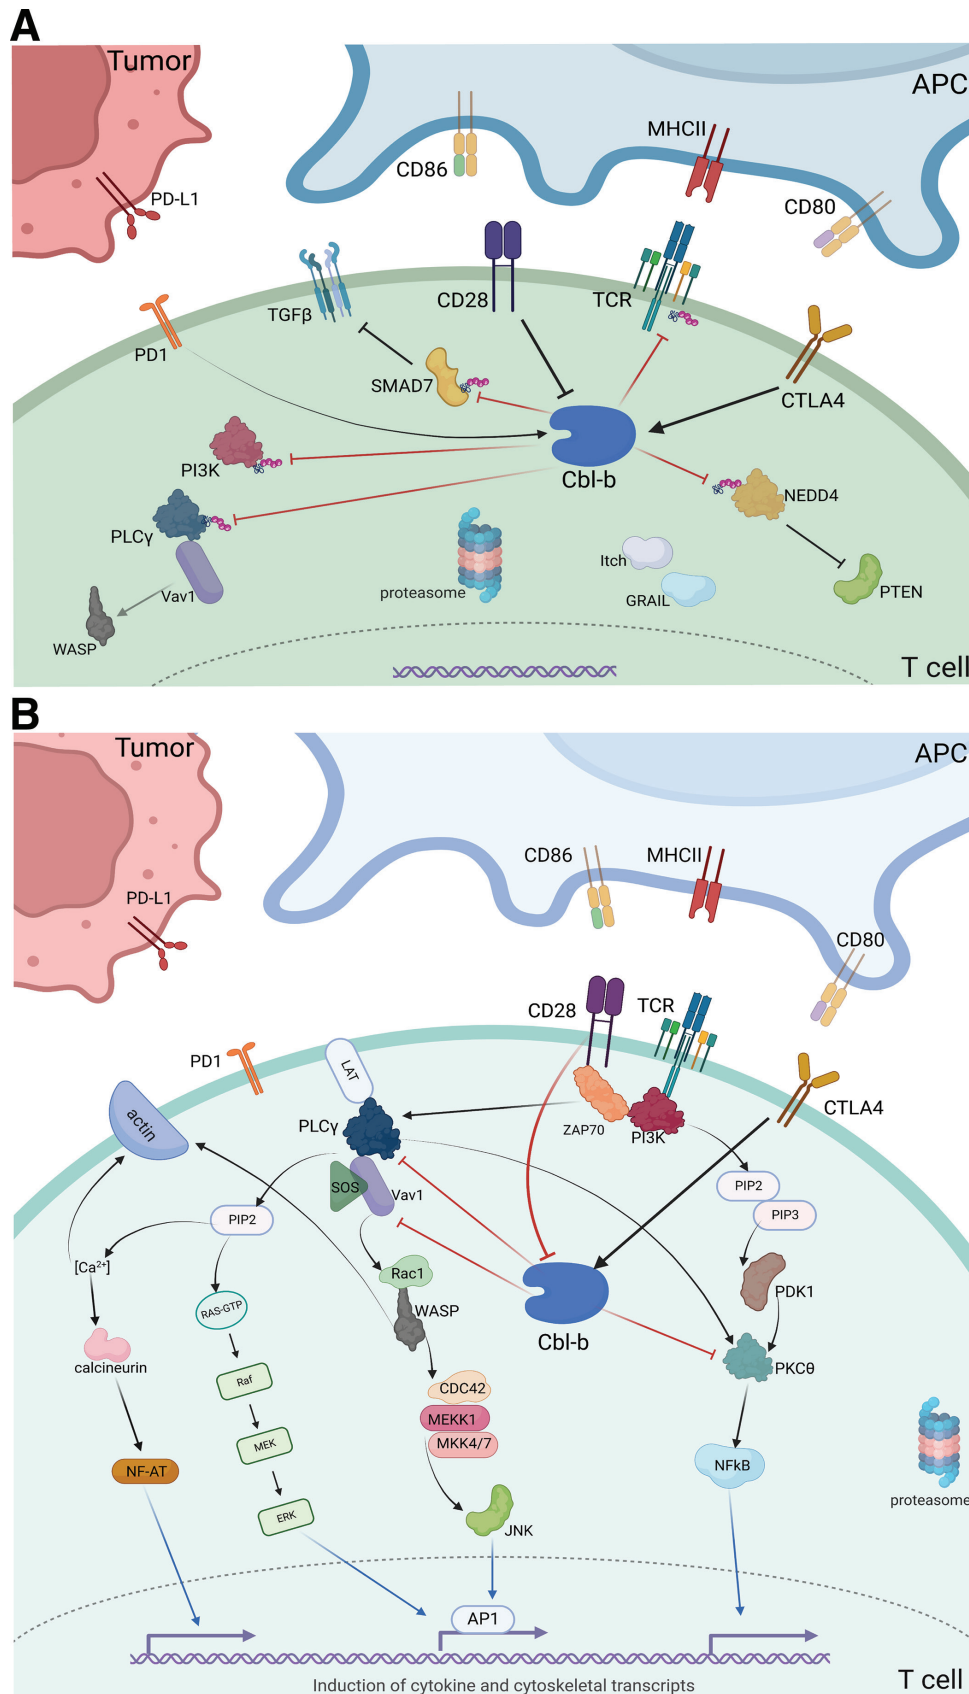 A
Tumor
APC
MHCII
CD86
PD-L1
CD80
CD28
TCR
TGFβ
PD1
SMAD7
CTLA4
PI3K
Cbl-b
NEDD4
PLCγ
Itch
PTEN
Vav1
proteasome
GRAIL
WASP
T cell
B
Tumor
APC
CD86
MHCII
PD-L1
CD80
CD28
TCR
PD1
LAT
CTLA4
actin
PLCγ
ZAP70
PI3K
SOS
Vav1
PIP2
PIP2
PIP3
[Ca2+]
Rac1
RAS-GTP
WASP
PDK1
Cbl-b
calcineurin
PKCθ
Raf
CDC42
MEKK1
MEK
MKK4/7
NF-AT
NFkB
proteasome
ERK
JNK
AP1
Induction of cytokine and cytoskeletal transcripts
T cell